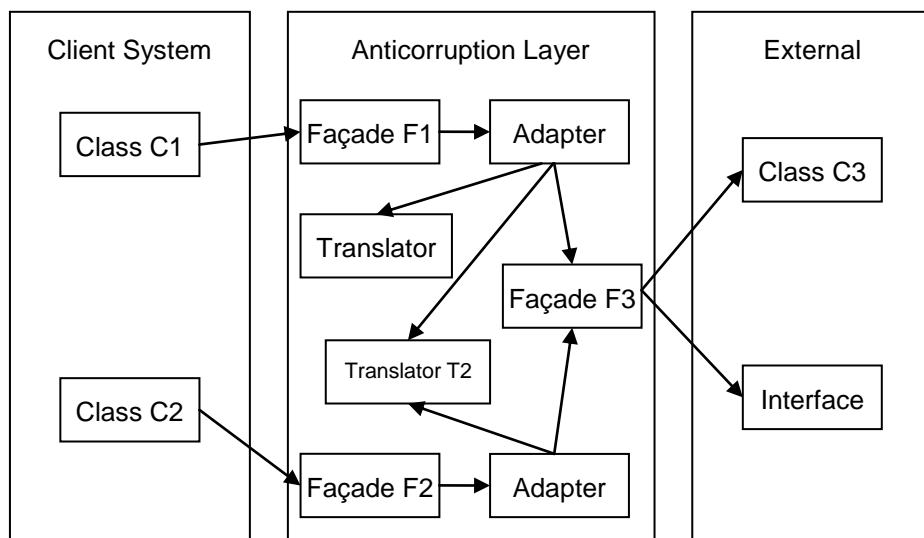 Client System
Anticorruption Layer
External
Class C1
Façade F1
Adapter
Class C3
Translator
Façade F3
Translator T2
Class C2
Interface
Façade F2
Adapter